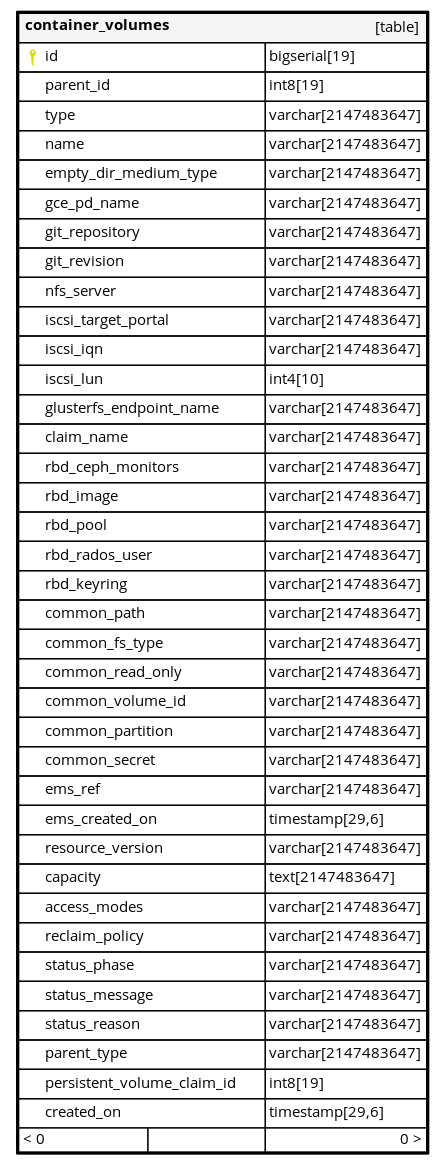 container_volumes [table]
id bigserial[19]
parent_id int8[19]
type varchar[2147483647]
name varchar[2147483647]
empty_dir_medium_type varchar[2147483647]
gce_pd_name varchar[2147483647]
git_repository varchar[2147483647]
git_revision varchar[2147483647]
nfs_server varchar[2147483647]
iscsi_target_portal varchar[2147483647]
iscsi_iqn varchar[2147483647]
iscsi_lun int4[10]
glusterfs_endpoint_name varchar[2147483647]
claim_name varchar[2147483647]
rbd_ceph_monitors varchar[2147483647]
rbd_image varchar[2147483647]
rbd_pool varchar[2147483647]
rbd_rados_user varchar[2147483647]
rbd_keyring varchar[2147483647]
common_path varchar[2147483647]
common_fs_type varchar[2147483647]
common_read_only varchar[2147483647]
common_volume_id varchar[2147483647]
common_partition varchar[2147483647]
common_secret varchar[2147483647]
ems_ref varchar[2147483647]
ems_created_on timestamp[29,6]
resource_version varchar[2147483647]
capacity text[2147483647]
access_modes varchar[2147483647]
reclaim_policy varchar[2147483647]
status_phase varchar[2147483647]
status_message varchar[2147483647]
status_reason varchar[2147483647]
parent_type varchar[2147483647]
persistent_volume_claim_id int8[19]
created_on timestamp[29,6]
< 0 0 >